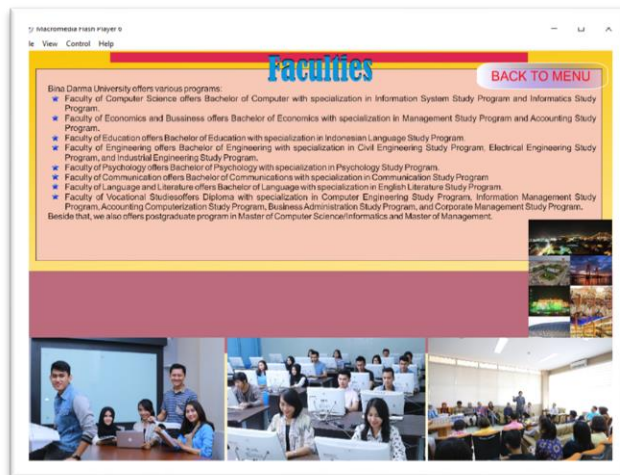 Macromedia Flash Player 6
View Control Help
Faculties
BACK TO MENU
Bina Darma University offers various programs:
Faculty of Computer Science offers Bachelor of Computer with specialization in Information System Study Program and Informatics Study
Program.
Faculty of Economics and Bussiness offers Bachelor of Economics with specialization in Management Study Program and Accounting Study
Program.
Faculty of Education offers Bachelor of Education with specialization in Indonesian Language Study Program
Faculty of Engineering offers Bachelor of Engineering with specialization in Civil Engineering Study Program, Electrical Engineering Study
Program, and Industrial Engineering Study Program.
Faculty of Psychology offers Bachelor of Psychology with specialization in Psychology Study Program.
Faculty of Communication offers Bachelor of Communications with specialization in Communication Study Program
Faculty of Language and Literature offers Bachelor of Language with specialization in English Literature Study Program.
Faculty of Vocational Studiesoffers Diploma with specialization in Computer Engineering Study Program, Information Management Study
Program, Accounting Computerization Study Program, Business Administration Study Program, and Corporate Management Study Program.
Beside that, we also offers postgraduate program in Master of Computer Science/Informatics and Master of Management.